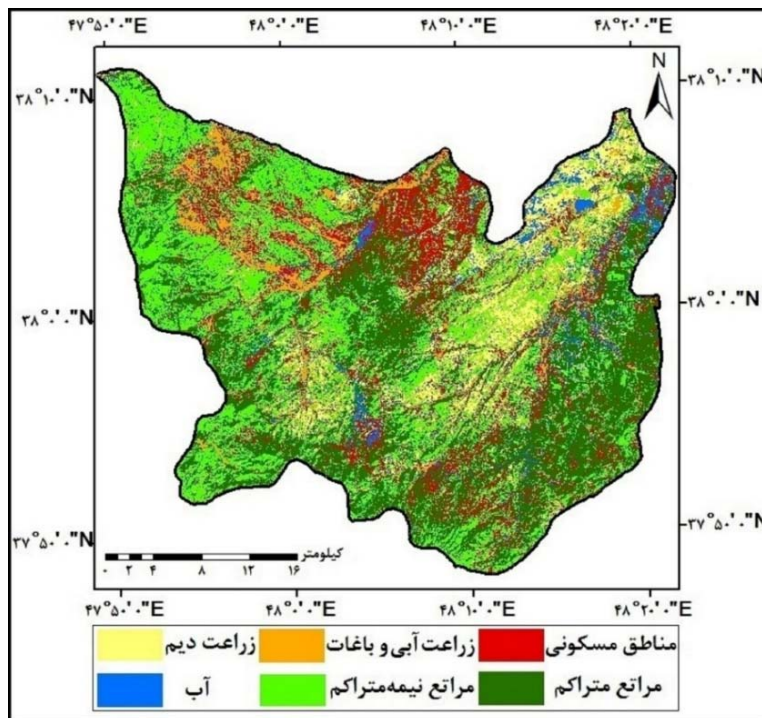 ۴۷°۵۰'۰"E ۴۸°۰'۰"E ۴۸°۱۰'۰"E ۴۸°۲۰'۰"E
N
۳۸°۱۰'۰"N ۳۸°۱۰'۰"N
۳۸°۰'۰"N ۳۸°۰'۰"N
۳۷°۵۰'۰"N ۳۷°۵۰'۰"N
کیلومتر
۰ ۲ ۴ ۸ ۱۲ ۱۶
۴۷°۵۰'۰"E ۴۸°۰'۰"E ۴۸°۱۰'۰"E ۴۸°۲۰'۰"E
مناطق مسکونی زراعت آبی و باغات زراعت دیم
مراتع متراکم مراتع نیمه‌متراکم آب